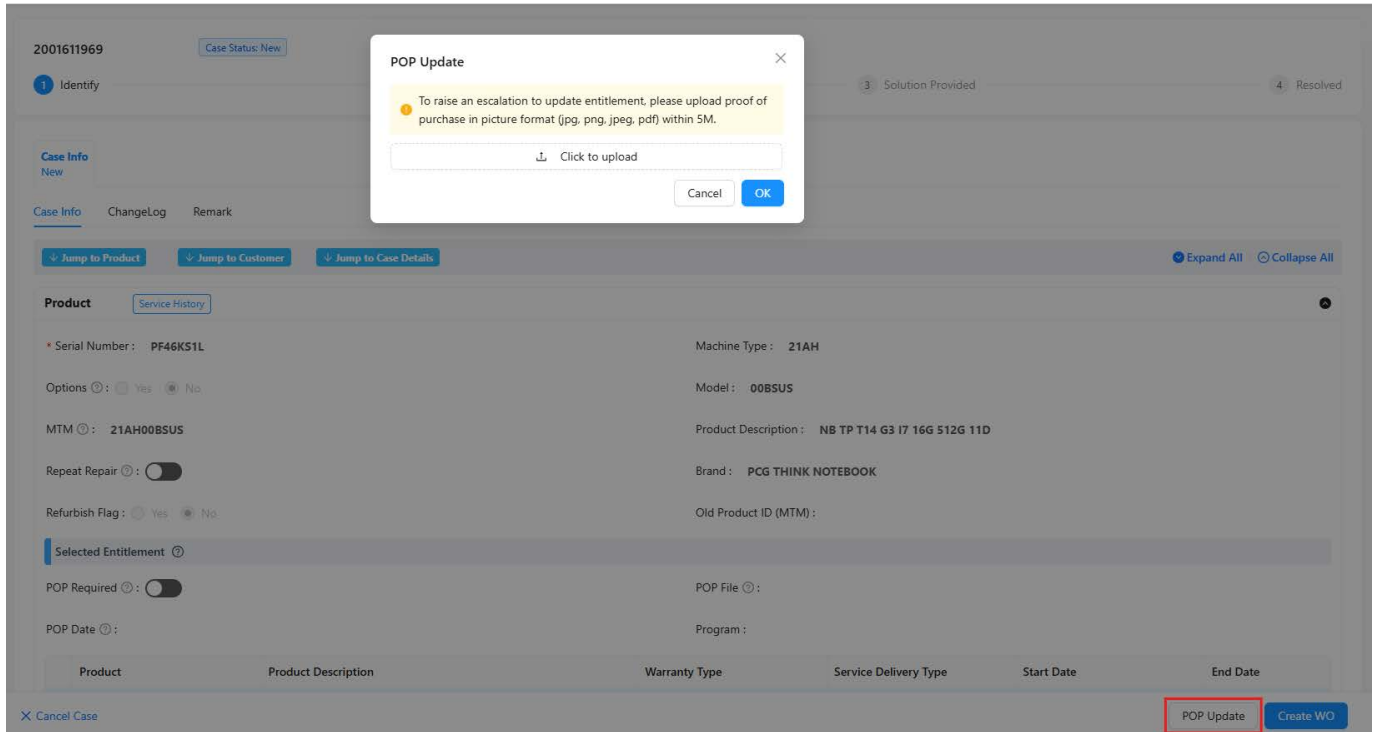 2001611969 Case Status: New
1 Identify 3 Solution Provided 4 Resolved
POP Update
To raise an escalation to update entitlement, please upload proof of
purchase in picture format (jpg, png, jpeg, pdf) within 5M.
Click to upload
Cancel OK
Case Info
New
Case Info ChangeLog Remark
Jump to Product Jump to Customer Jump to Case Details Expand All Collapse All
Product Service History
* Serial Number : PF46KS1L Machine Type : 21AH
Options ? : Yes No Model : 00BSUS
MTM ? : 21AH00BSUS Product Description : NB TP T14 G3 I7 16G 512G 11D
Repeat Repair ? : Brand : PCG THINK NOTEBOOK
Refurbish Flag : Yes No Old Product ID (MTM) :
Selected Entitlement ?
POP Required ? : POP File ? :
POP Date ? : Program :
Product Product Description Warranty Type Service Delivery Type Start Date End Date
Cancel Case POP Update Create WO